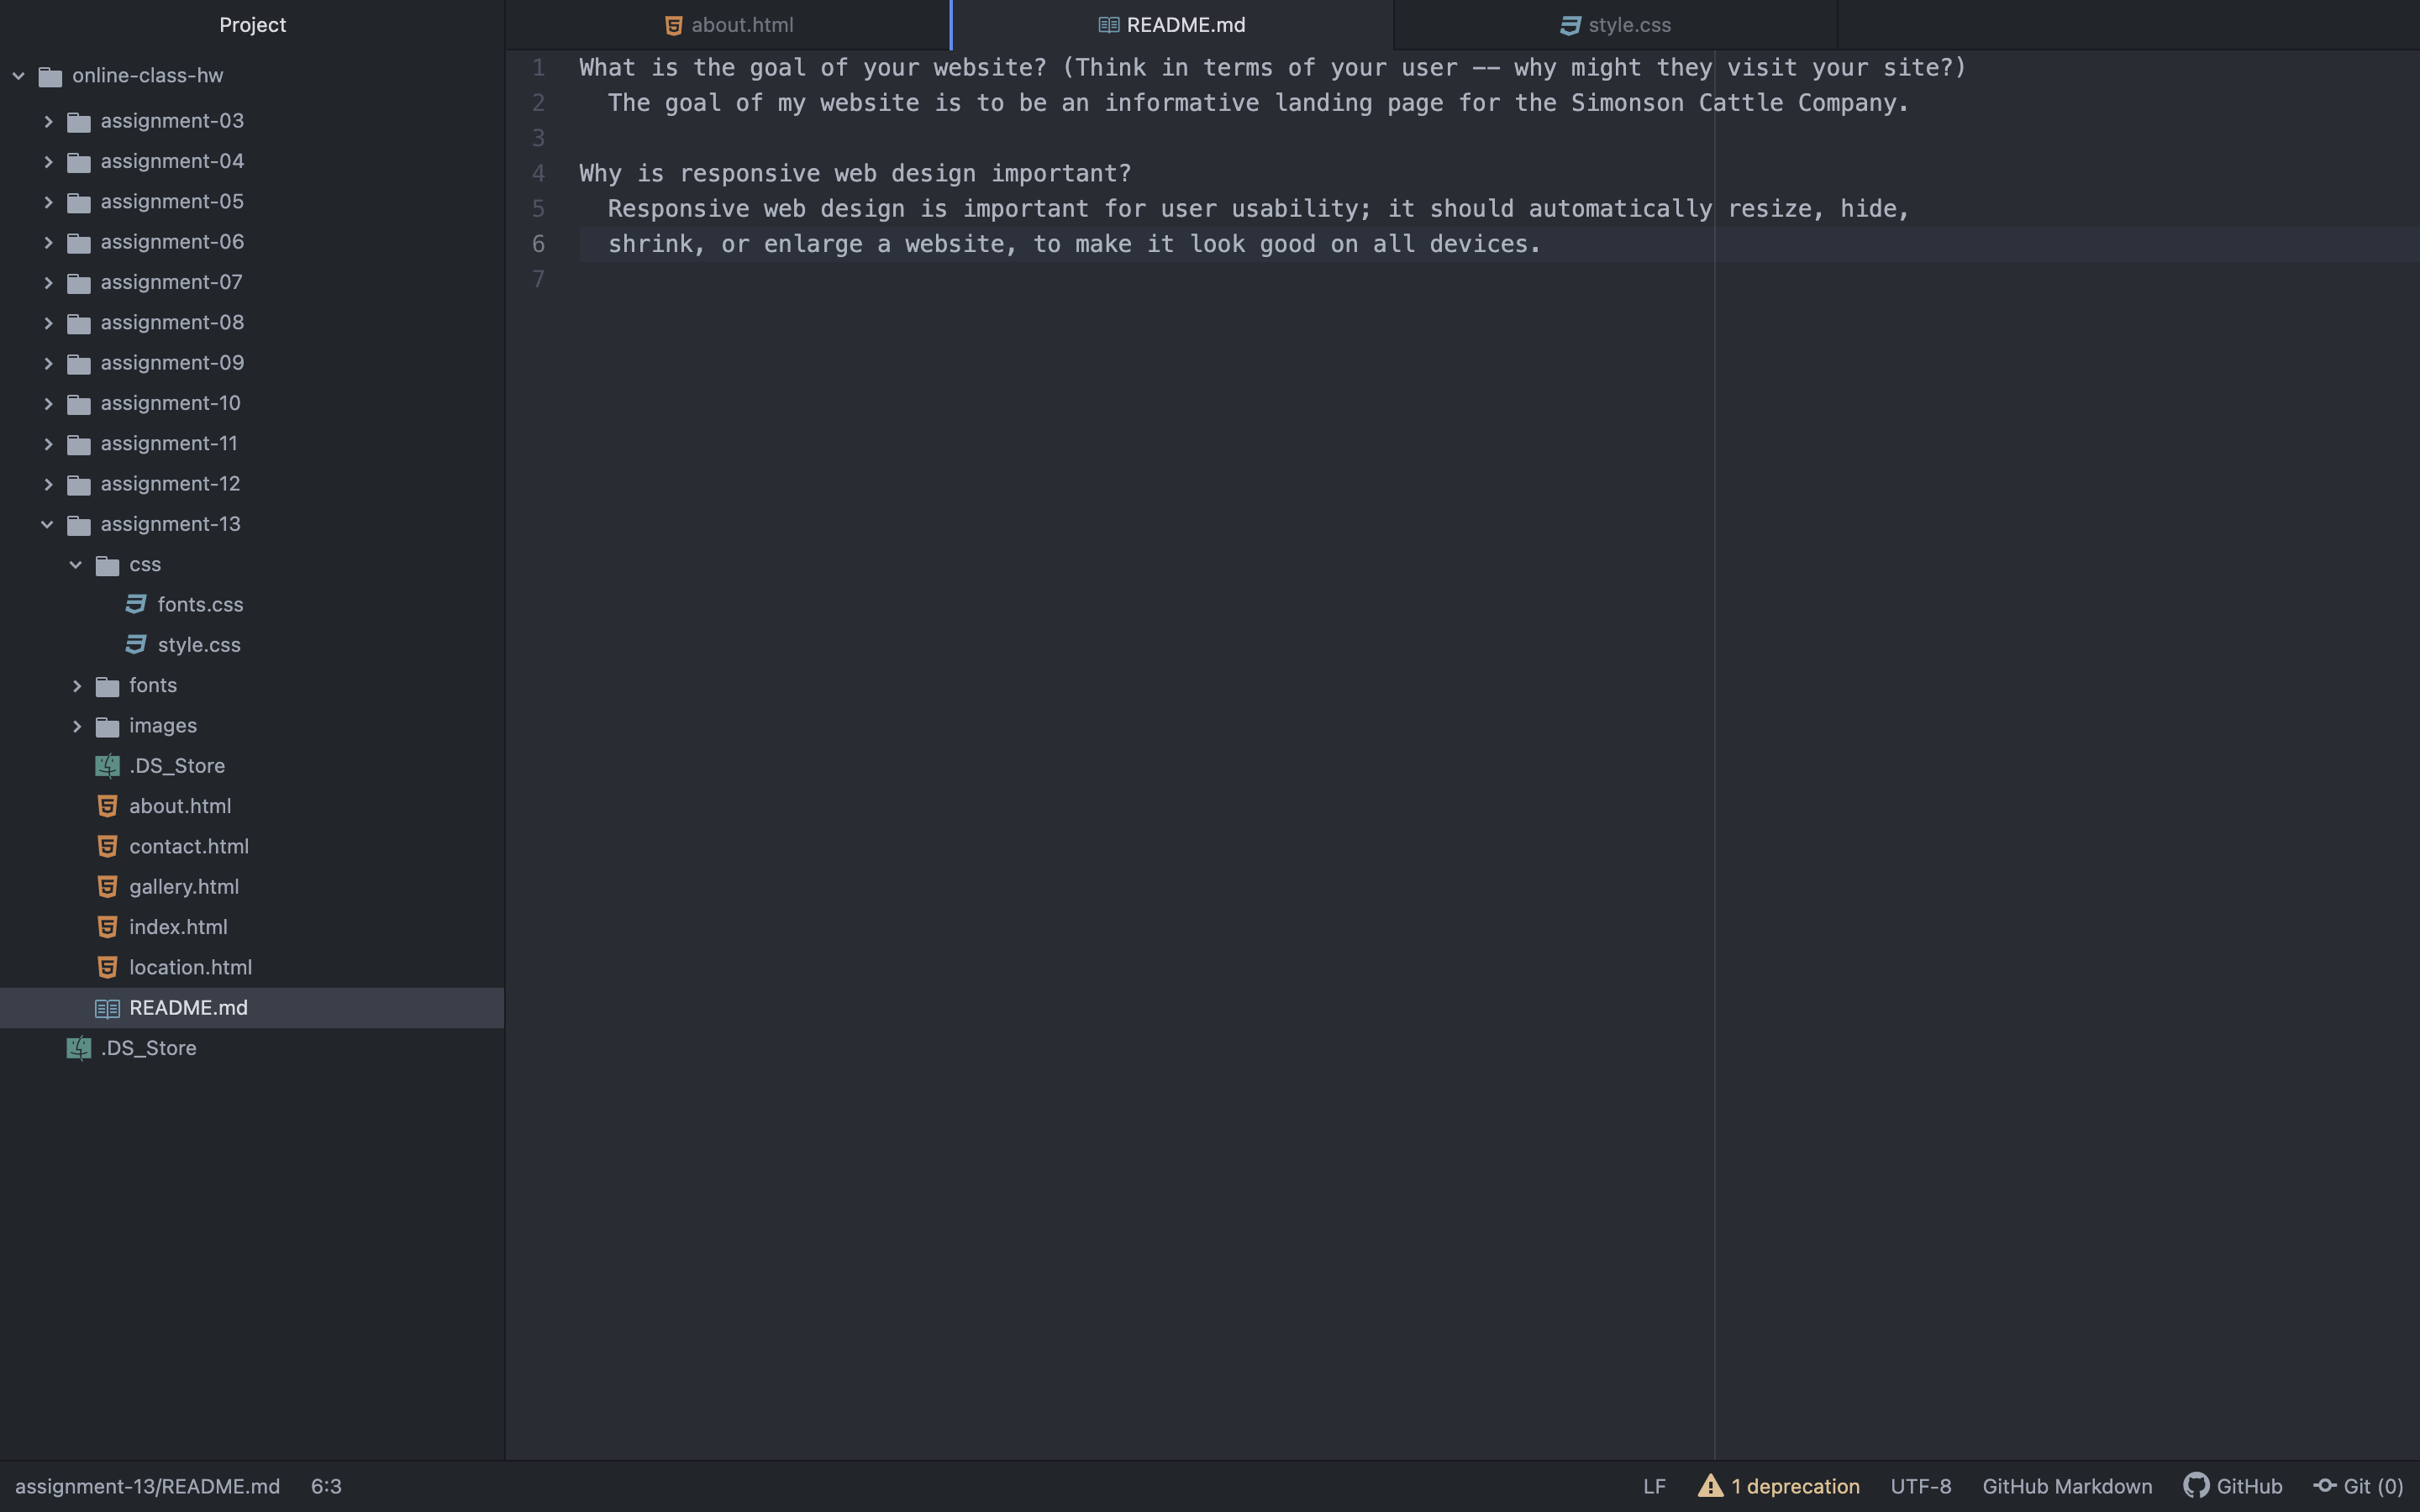 Project
online-class-hw
assignment-03
assignment-04
assignment-05
assignment-06
assignment-07
assignment-08
assignment-09
assignment-10
assignment-11
assignment-12
assignment-13
css
fonts.css
style.css
fonts
images
.DS_Store
about.html
contact.html
gallery.html
index.html
location.html
README.md
.DS_Store
about.html
README.md
style.css
1 What is the goal of your website? (Think in terms of your user -- why might they visit your site?)
2 The goal of my website is to be an informative landing page for the Simonson Cattle Company.
3
4 Why is responsive web design important?
5 Responsive web design is important for user usability; it should automatically resize, hide,
6 shrink, or enlarge a website, to make it look good on all devices.
7
assignment-13/README.md 6:3 LF 1 deprecation UTF-8 GitHub Markdown GitHub Git (0)